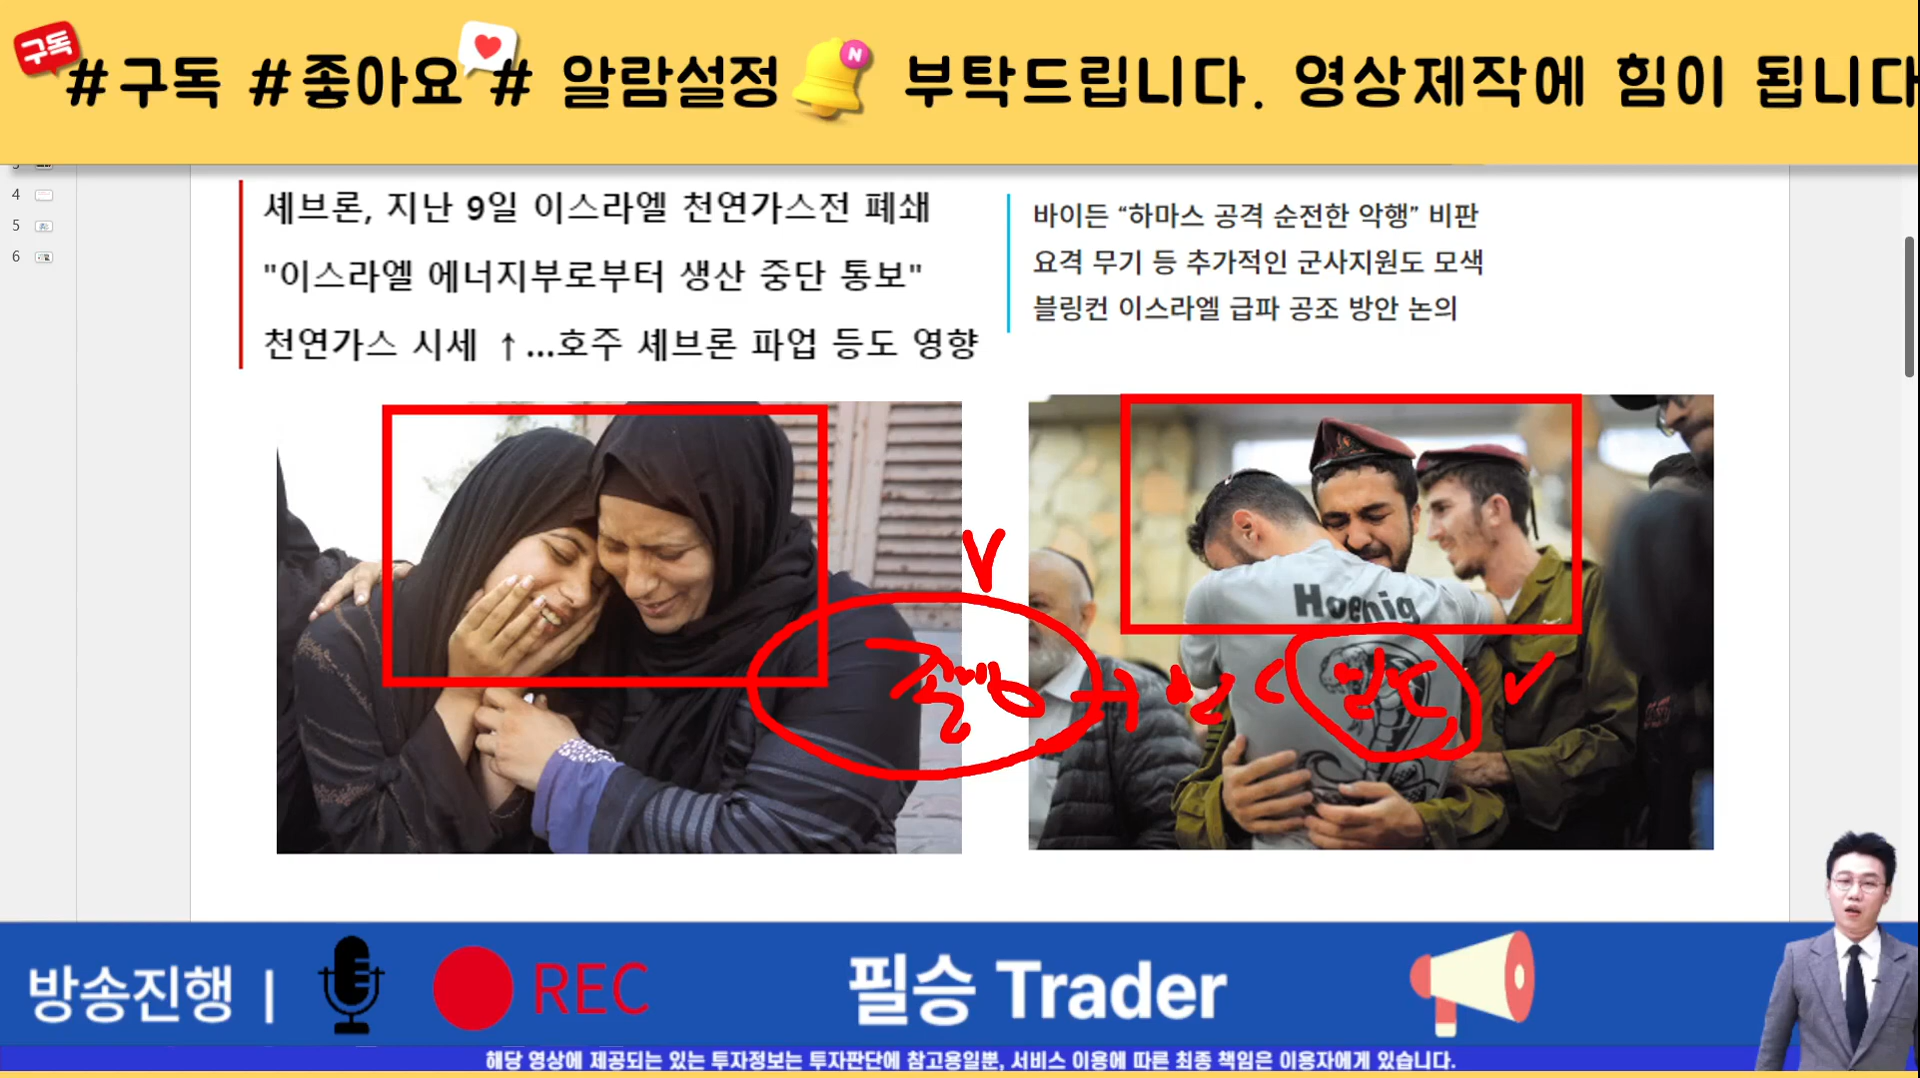 구독
#구독 #좋아요 # 알람설정 N 부탁드립니다. 영상제작에 힘이 됩니다
4
5
6
셰브론, 지난 9일 이스라엘 천연가스전 폐쇄
"이스라엘 에너지부로부터 생산 중단 통보"
천연가스 시세 ↑...호주 셰브론 파업 등도 영향
바이든 “하마스 공격 순전한 악행” 비판
요격 무기 등 추가적인 군사지원도 모색
블링컨 이스라엘 급파 공조 방안 논의
Hoenig
방송진행 |
REC
필승 Trader
해당 영상에 제공되는 있는 투자정보는 투자판단에 참고용일뿐, 서비스 이용에 따른 최종 책임은 이용자에게 있습니다.